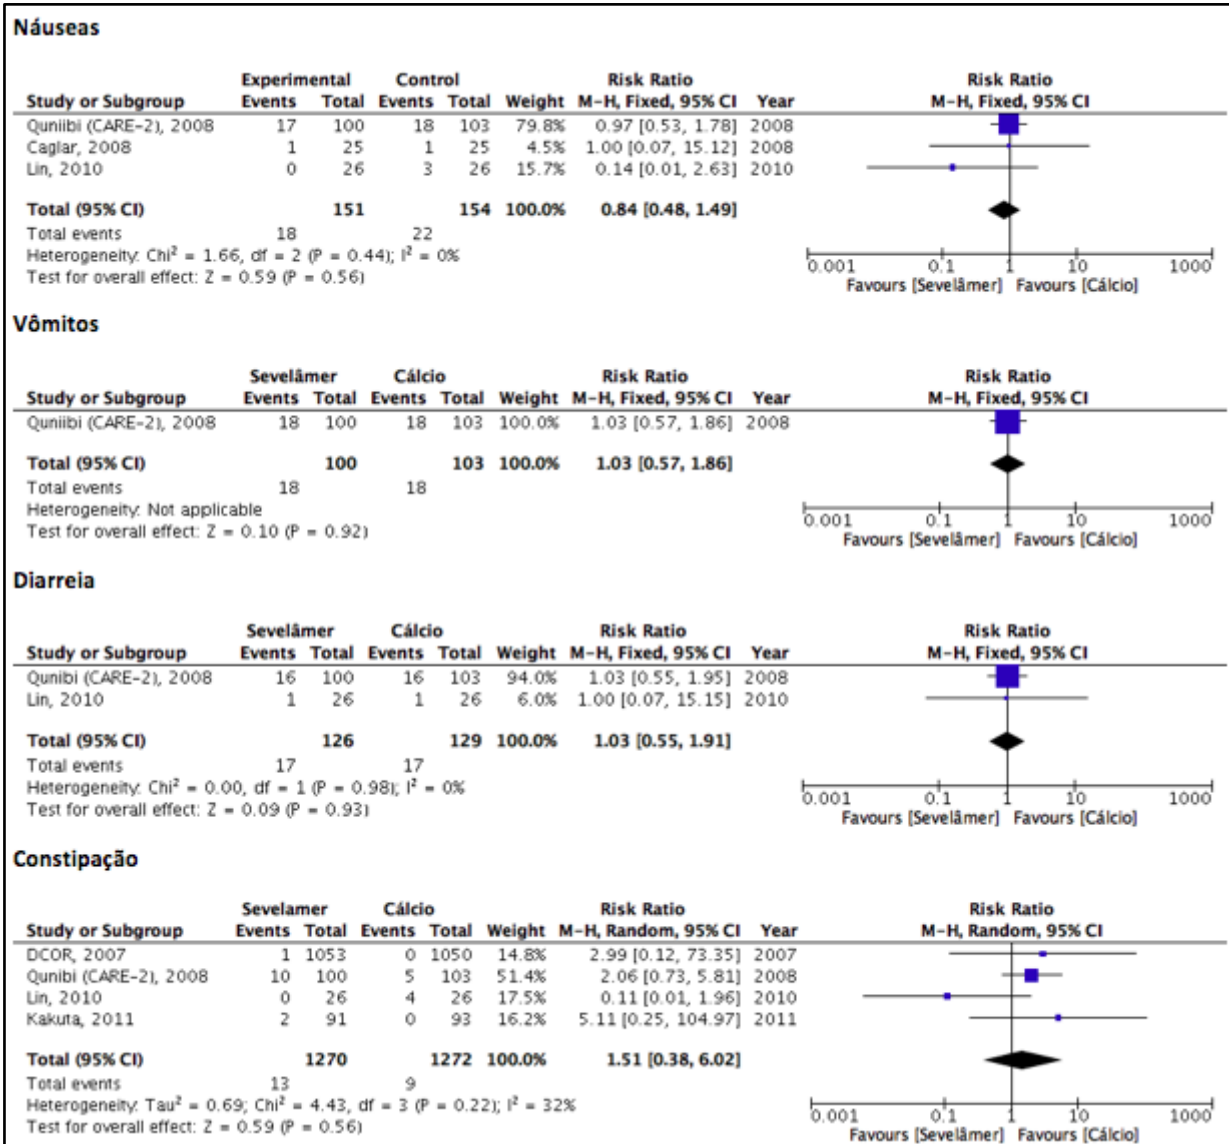 Náuseas
Experimental Control Risk Ratio Risk Ratio
Study or Subgroup Events Total Events Total Weight M-H, Fixed, 95% CI Year M-H, Fixed, 95% CI
Quniibi (CARE-2), 2008 17 100 18 103 79.8% 0.97 [0.53, 1.78] 2008
Caglar, 2008 1 25 1 25 4.5% 1.00 [0.07, 15.12] 2008
Lin, 2010 0 26 3 26 15.7% 0.14 [0.01, 2.63] 2010
Total (95% CI) 151 154 100.0% 0.84 [0.48, 1.49]
Total events 18 22
Heterogeneity: Chi² = 1.66, df = 2 (P = 0.44); I² = 0%
Test for overall effect: Z = 0.59 (P = 0.56)
0.001 0.1 1 10 1000
Favours [Sevelâmer] Favours [Cálcio]
Vômitos
Sevelâmer Cálcio Risk Ratio Risk Ratio
Study or Subgroup Events Total Events Total Weight M-H, Fixed, 95% CI Year M-H, Fixed, 95% CI
Quniibi (CARE-2), 2008 18 100 18 103 100.0% 1.03 [0.57, 1.86] 2008
Total (95% CI) 100 103 100.0% 1.03 [0.57, 1.86]
Total events 18 18
Heterogeneity: Not applicable
Test for overall effect: Z = 0.10 (P = 0.92)
0.001 0.1 1 10 1000
Favours [Sevelâmer] Favours [Cálcio]
Diarreia
Sevelâmer Cálcio Risk Ratio Risk Ratio
Study or Subgroup Events Total Events Total Weight M-H, Fixed, 95% CI Year M-H, Fixed, 95% CI
Qunibi (CARE-2), 2008 16 100 16 103 94.0% 1.03 [0.55, 1.95] 2008
Lin, 2010 1 26 1 26 6.0% 1.00 [0.07, 15.15] 2010
Total (95% CI) 126 129 100.0% 1.03 [0.55, 1.91]
Total events 17 17
Heterogeneity: Chi² = 0.00, df = 1 (P = 0.98); I² = 0%
Test for overall effect: Z = 0.09 (P = 0.93)
0.001 0.1 1 10 1000
Favours [Sevelâmer] Favours [Cálcio]
Constipação
Sevelamer Cálcio Risk Ratio Risk Ratio
Study or Subgroup Events Total Events Total Weight M-H, Random, 95% CI Year M-H, Random, 95% CI
DCOR, 2007 1 1053 0 1050 14.8% 2.99 [0.12, 73.35] 2007
Qunibi (CARE-2), 2008 10 100 5 103 51.4% 2.06 [0.73, 5.81] 2008
Lin, 2010 0 26 4 26 17.5% 0.11 [0.01, 1.96] 2010
Kakuta, 2011 2 91 0 93 16.2% 5.11 [0.25, 104.97] 2011
Total (95% CI) 1270 1272 100.0% 1.51 [0.38, 6.02]
Total events 13 9
Heterogeneity: Tau² = 0.69; Chi² = 4.43, df = 3 (P = 0.22); I² = 32%
Test for overall effect: Z = 0.59 (P = 0.56)
0.001 0.1 1 10 1000
Favours [Sevelâmer] Favours [Cálcio]